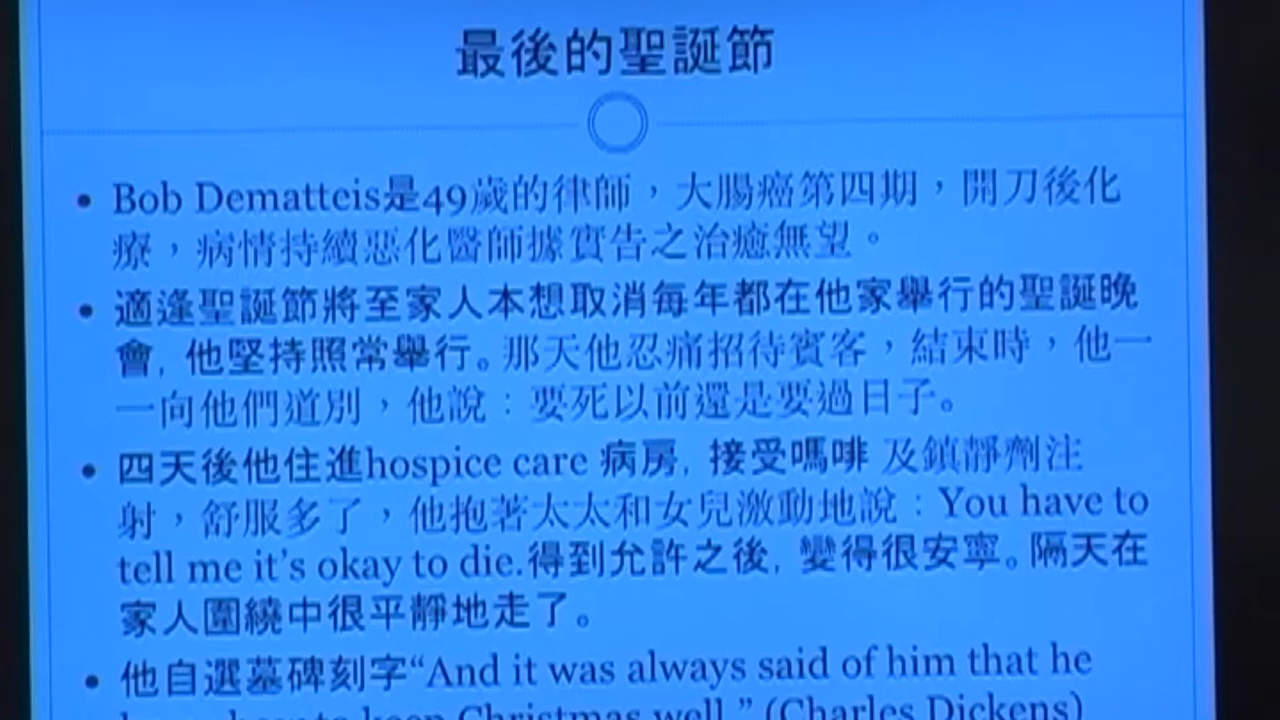 最後的聖誕節
Bob Dematteis是49歲的律師，大腸癌第四期，開刀後化
療，病情持續惡化醫師據實告之治癒無望。
適逢聖誕節將至家人本想取消每年都在他家舉行的聖誕晚
會, 他堅持照常舉行。那天他忍痛招待賓客，結束時，他一
一向他們道別，他說：要死以前還是要過日子。
四天後他住進hospice care 病房, 接受嗎啡 及鎮靜劑注
射，舒服多了，他抱著太太和女兒激動地說：You have to
tell me it's okay to die.得到允許之後, 變得很安寧。隔天在
家人圍繞中很平靜地走了。
他自選墓碑刻字“And it was always said of him that he
how to keep Christmas well.” (Charles Dickens)